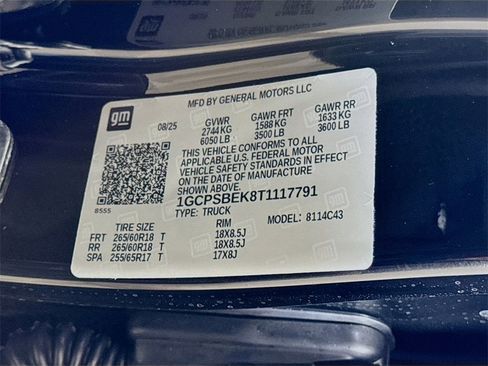 MFD BY GENERAL MOTORS LLC
gm
08/25 GVWR GAWR FRT GAWR RR
2744 KG 1588 KG 1633 KG
6050 LB 3500 LB 3600 LB
THIS VEHICLE CONFORMS TO ALL
APPLICABLE U.S. FEDERAL MOTOR
VEHICLE SAFETY STANDARDS IN EFFECT
ON THE DATE OF MANUFACTURE
SHOWN ABOVE.
8555 1GCPSBEK8T1117791
TYPE: TRUCK MODEL: 8114C43
TIRE SIZE RIM
FRT 265/60R18 T 18X8.5J
RR 265/60R18 T 18X8.5J
SPA 255/65R17 T 17X8J